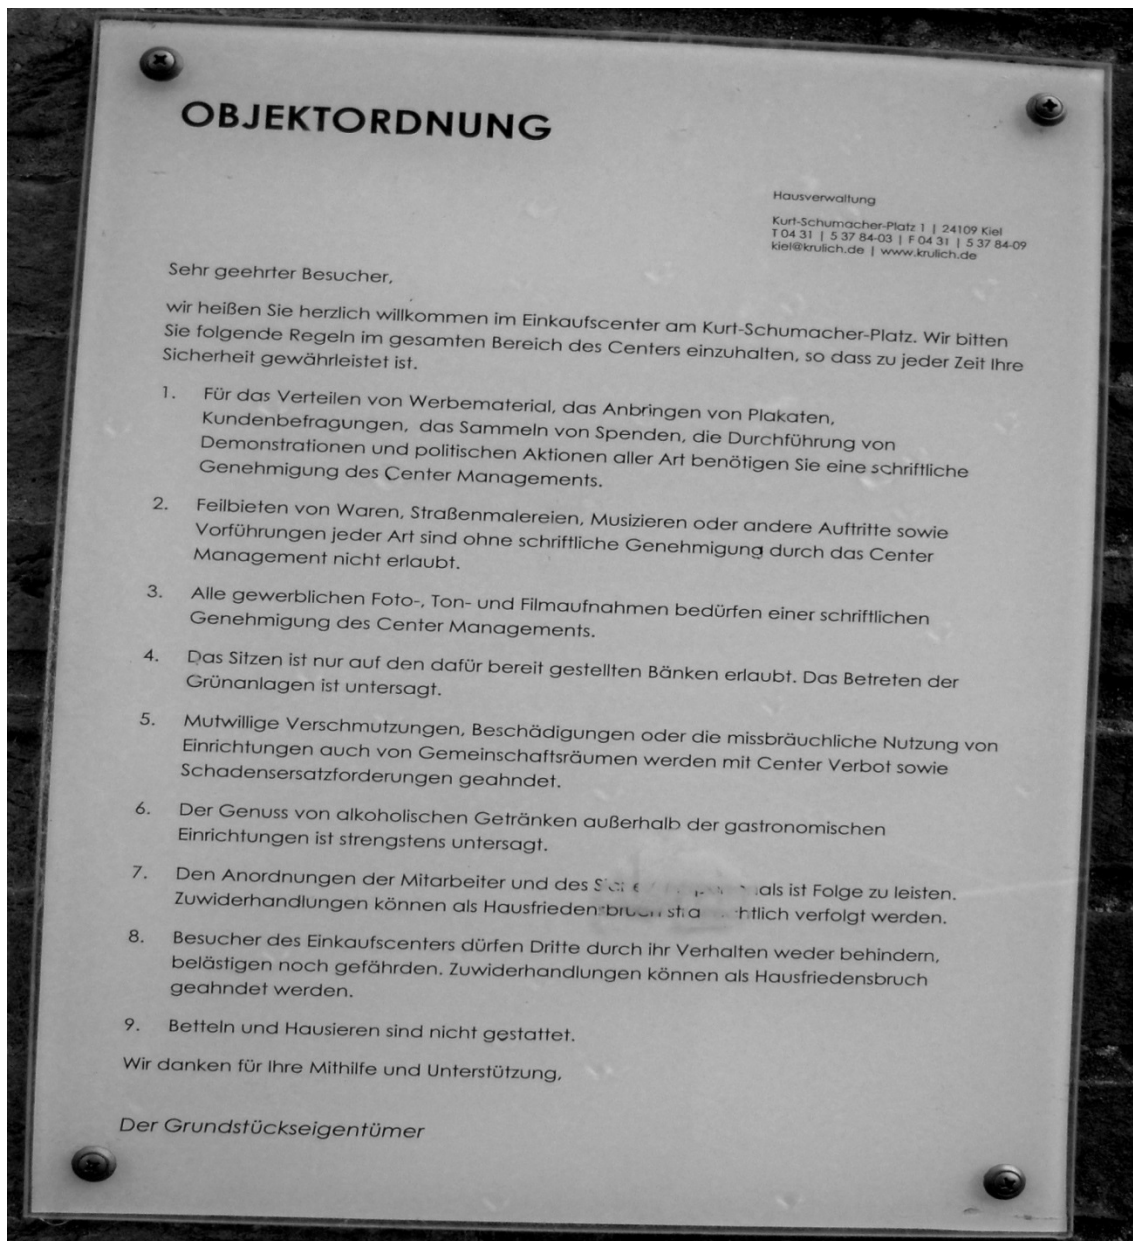 OBJEKTORDNUNG
Hausverwaltung
Kurt-Schumacher-Platz 1 | 24109 Kiel
T 04 31 | 5 37 84-03 | F 04 31 | 5 37 84-09
kiel@krulich.de | www.krulich.de
Sehr geehrter Besucher,
wir heißen Sie herzlich willkommen im Einkaufscenter am Kurt-Schumacher-Platz. Wir bitten
Sie folgende Regeln im gesamten Bereich des Centers einzuhalten, so dass zu jeder Zeit Ihre
Sicherheit gewährleistet ist.
1. Für das Verteilen von Werbematerial, das Anbringen von Plakaten,
Kundenbefragungen, das Sammeln von Spenden, die Durchführung von
Demonstrationen und politischen Aktionen aller Art benötigen Sie eine schriftliche
Genehmigung des Center Managements.
2. Feilbieten von Waren, Straßenmalereien, Musizieren oder andere Auftritte sowie
Vorführungen jeder Art sind ohne schriftliche Genehmigung durch das Center
Management nicht erlaubt.
3. Alle gewerblichen Foto-, Ton- und Filmaufnahmen bedürfen einer schriftlichen
Genehmigung des Center Managements.
4. Das Sitzen ist nur auf den dafür bereit gestellten Bänken erlaubt. Das Betreten der
Grünanlagen ist untersagt.
5. Mutwillige Verschmutzungen, Beschädigungen oder die missbräuchliche Nutzung von
Einrichtungen auch von Gemeinschaftsräumen werden mit Center Verbot sowie
Schadensersatzforderungen geahndet.
6. Der Genuss von alkoholischen Getränken außerhalb der gastronomischen
Einrichtungen ist strengstens untersagt.
7. Den Anordnungen der Mitarbeiter und des ist Folge zu leisten.
Zuwiderhandlungen können als Hausfriedensbruch verfolgt werden.
8. Besucher des Einkaufscenters dürfen Dritte durch ihr Verhalten weder behindern,
belästigen noch gefährden. Zuwiderhandlungen können als Hausfriedensbruch
geahndet werden.
9. Betteln und Hausieren sind nicht gestattet.
Wir danken für Ihre Mithilfe und Unterstützung,
Der Grundstückseigentümer